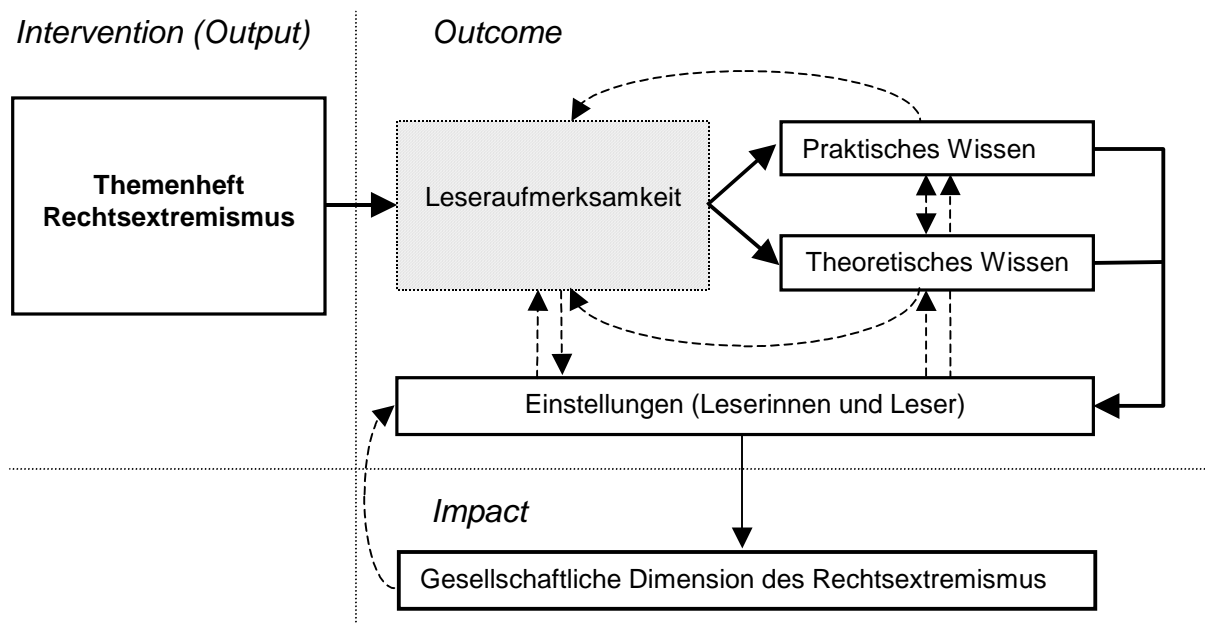 Intervention (Output)
Outcome
Themenheft
Rechtsextremismus
Leseraufmerksamkeit
Praktisches Wissen
Theoretisches Wissen
Einstellungen (Leserinnen und Leser)
Impact
Gesellschaftliche Dimension des Rechtsextremismus